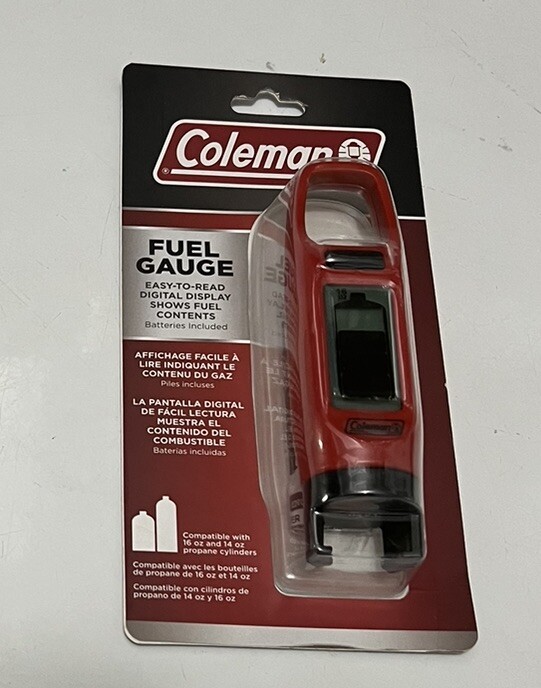 Coleman
FUEL
GAUGE
EASY-TO-READ
DIGITAL DISPLAY
SHOWS FUEL
CONTENTS
Batteries Included
AFFICHAGE FACILE À
LIRE INDIQUANT LE
CONTENU DU GAZ
Piles incluses
LA PANTALLA DIGITAL
DE FÁCIL LECTURA
MUESTRA EL
CONTENIDO DEL
COMBUSTIBLE
Baterías incluidas
Coleman
Compatible with
16 oz and 14 oz
propane cylinders
Compatible avec les bouteilles
de propane de 16 oz et 14 oz
Compatible con cilindros de
propano de 14 oz y 16 oz